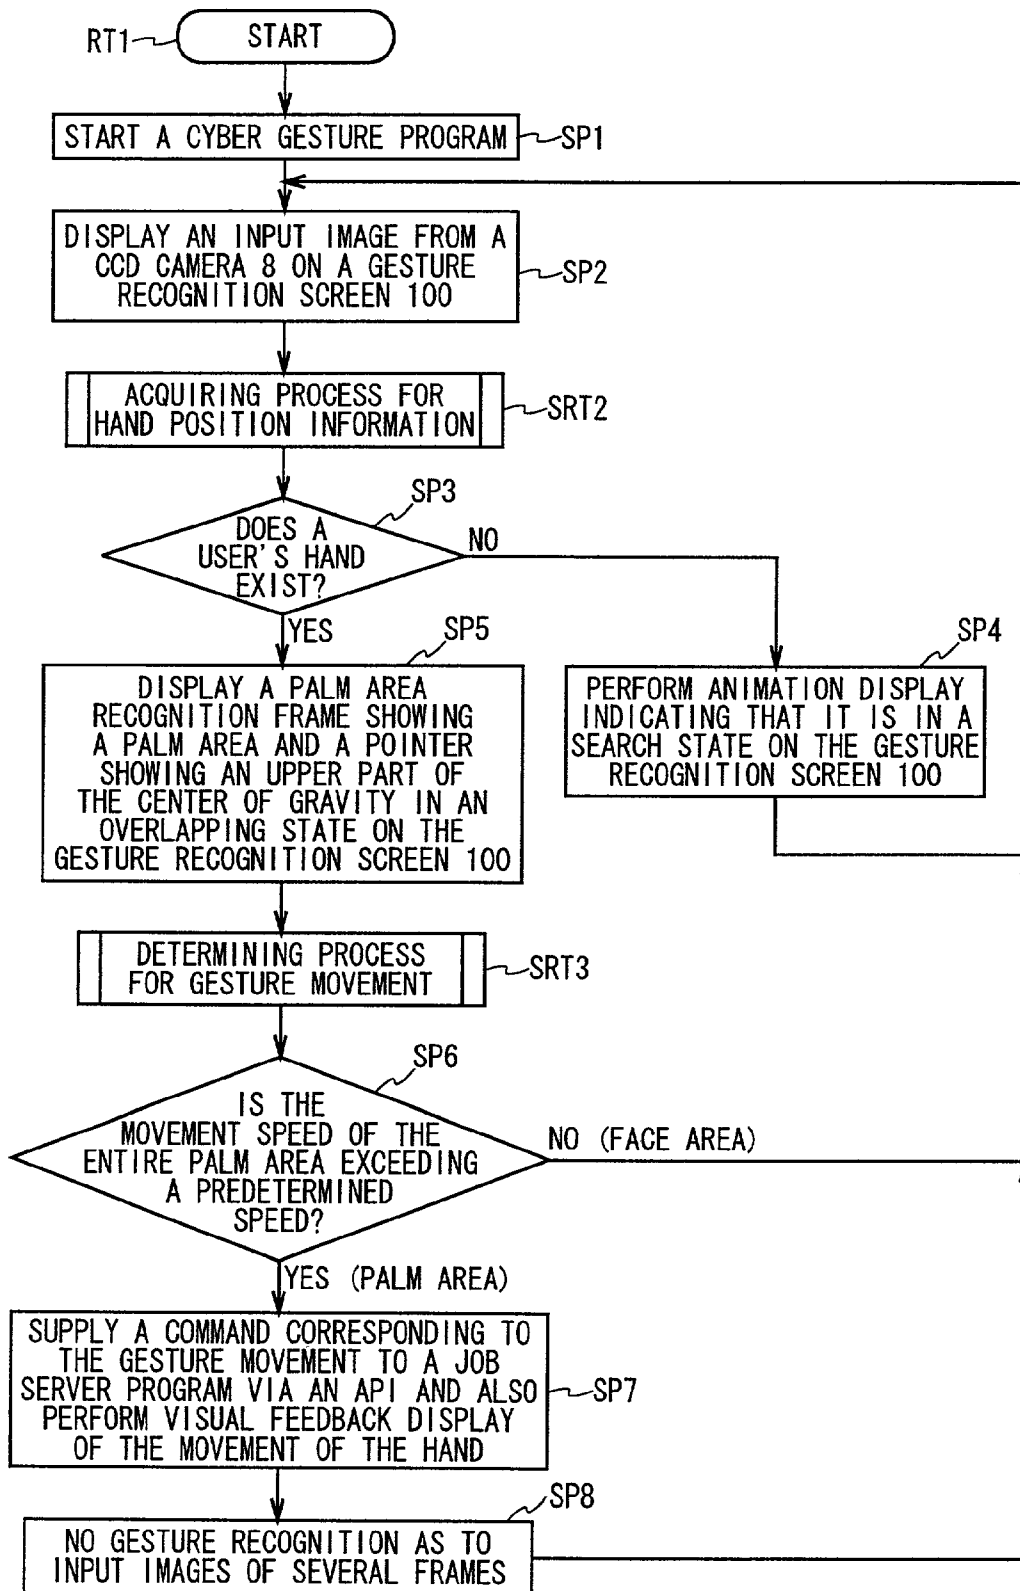 RT1
START
START A CYBER GESTURE PROGRAM
SP1
DISPLAY AN INPUT IMAGE FROM A
CCD CAMERA 8 ON A GESTURE
RECOGNITION SCREEN 100
SP2
ACQUIRING PROCESS FOR
HAND POSITION INFORMATION
SRT2
SP3
DOES A
USER'S HAND
EXIST?
NO
YES
SP5
DISPLAY A PALM AREA
RECOGNITION FRAME SHOWING
A PALM AREA AND A POINTER
SHOWING AN UPPER PART OF
THE CENTER OF GRAVITY IN AN
OVERLAPPING STATE ON THE
GESTURE RECOGNITION SCREEN 100
SP4
PERFORM ANIMATION DISPLAY
INDICATING THAT IT IS IN A
SEARCH STATE ON THE GESTURE
RECOGNITION SCREEN 100
DETERMINING PROCESS
FOR GESTURE MOVEMENT
SRT3
SP6
IS THE
MOVEMENT SPEED OF THE
ENTIRE PALM AREA EXCEEDING
A PREDETERMINED
SPEED?
NO (FACE AREA)
YES (PALM AREA)
SUPPLY A COMMAND CORRESPONDING TO
THE GESTURE MOVEMENT TO A JOB
SERVER PROGRAM VIA AN API AND ALSO
PERFORM VISUAL FEEDBACK DISPLAY
OF THE MOVEMENT OF THE HAND
SP7
SP8
NO GESTURE RECOGNITION AS TO
INPUT IMAGES OF SEVERAL FRAMES